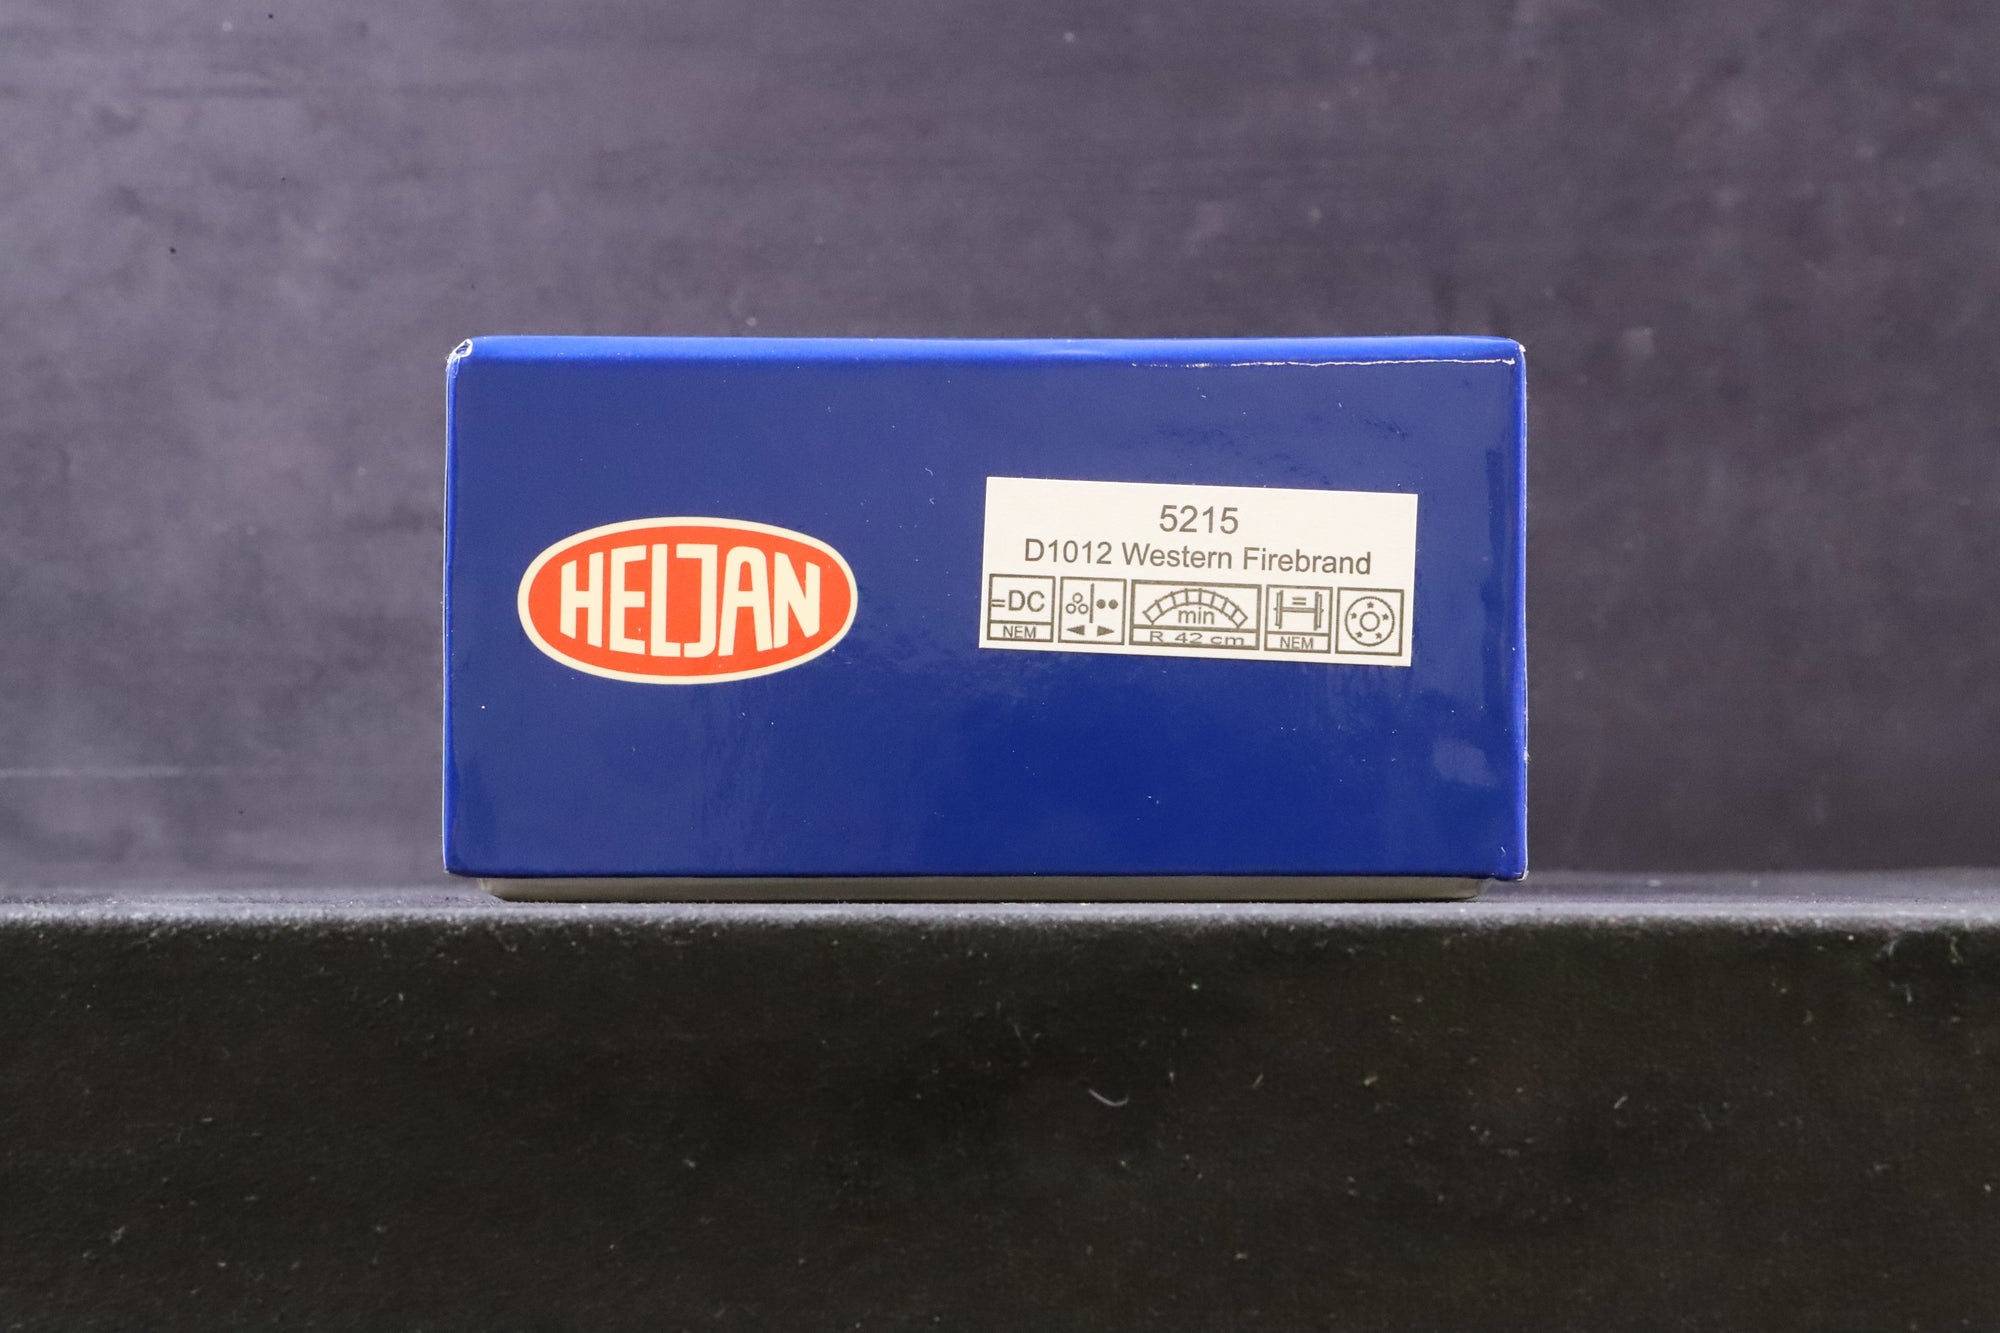 HELJAN
5215
D1012 Western Firebrand
=DC
NEM
min
R 42 cm
=
NEM